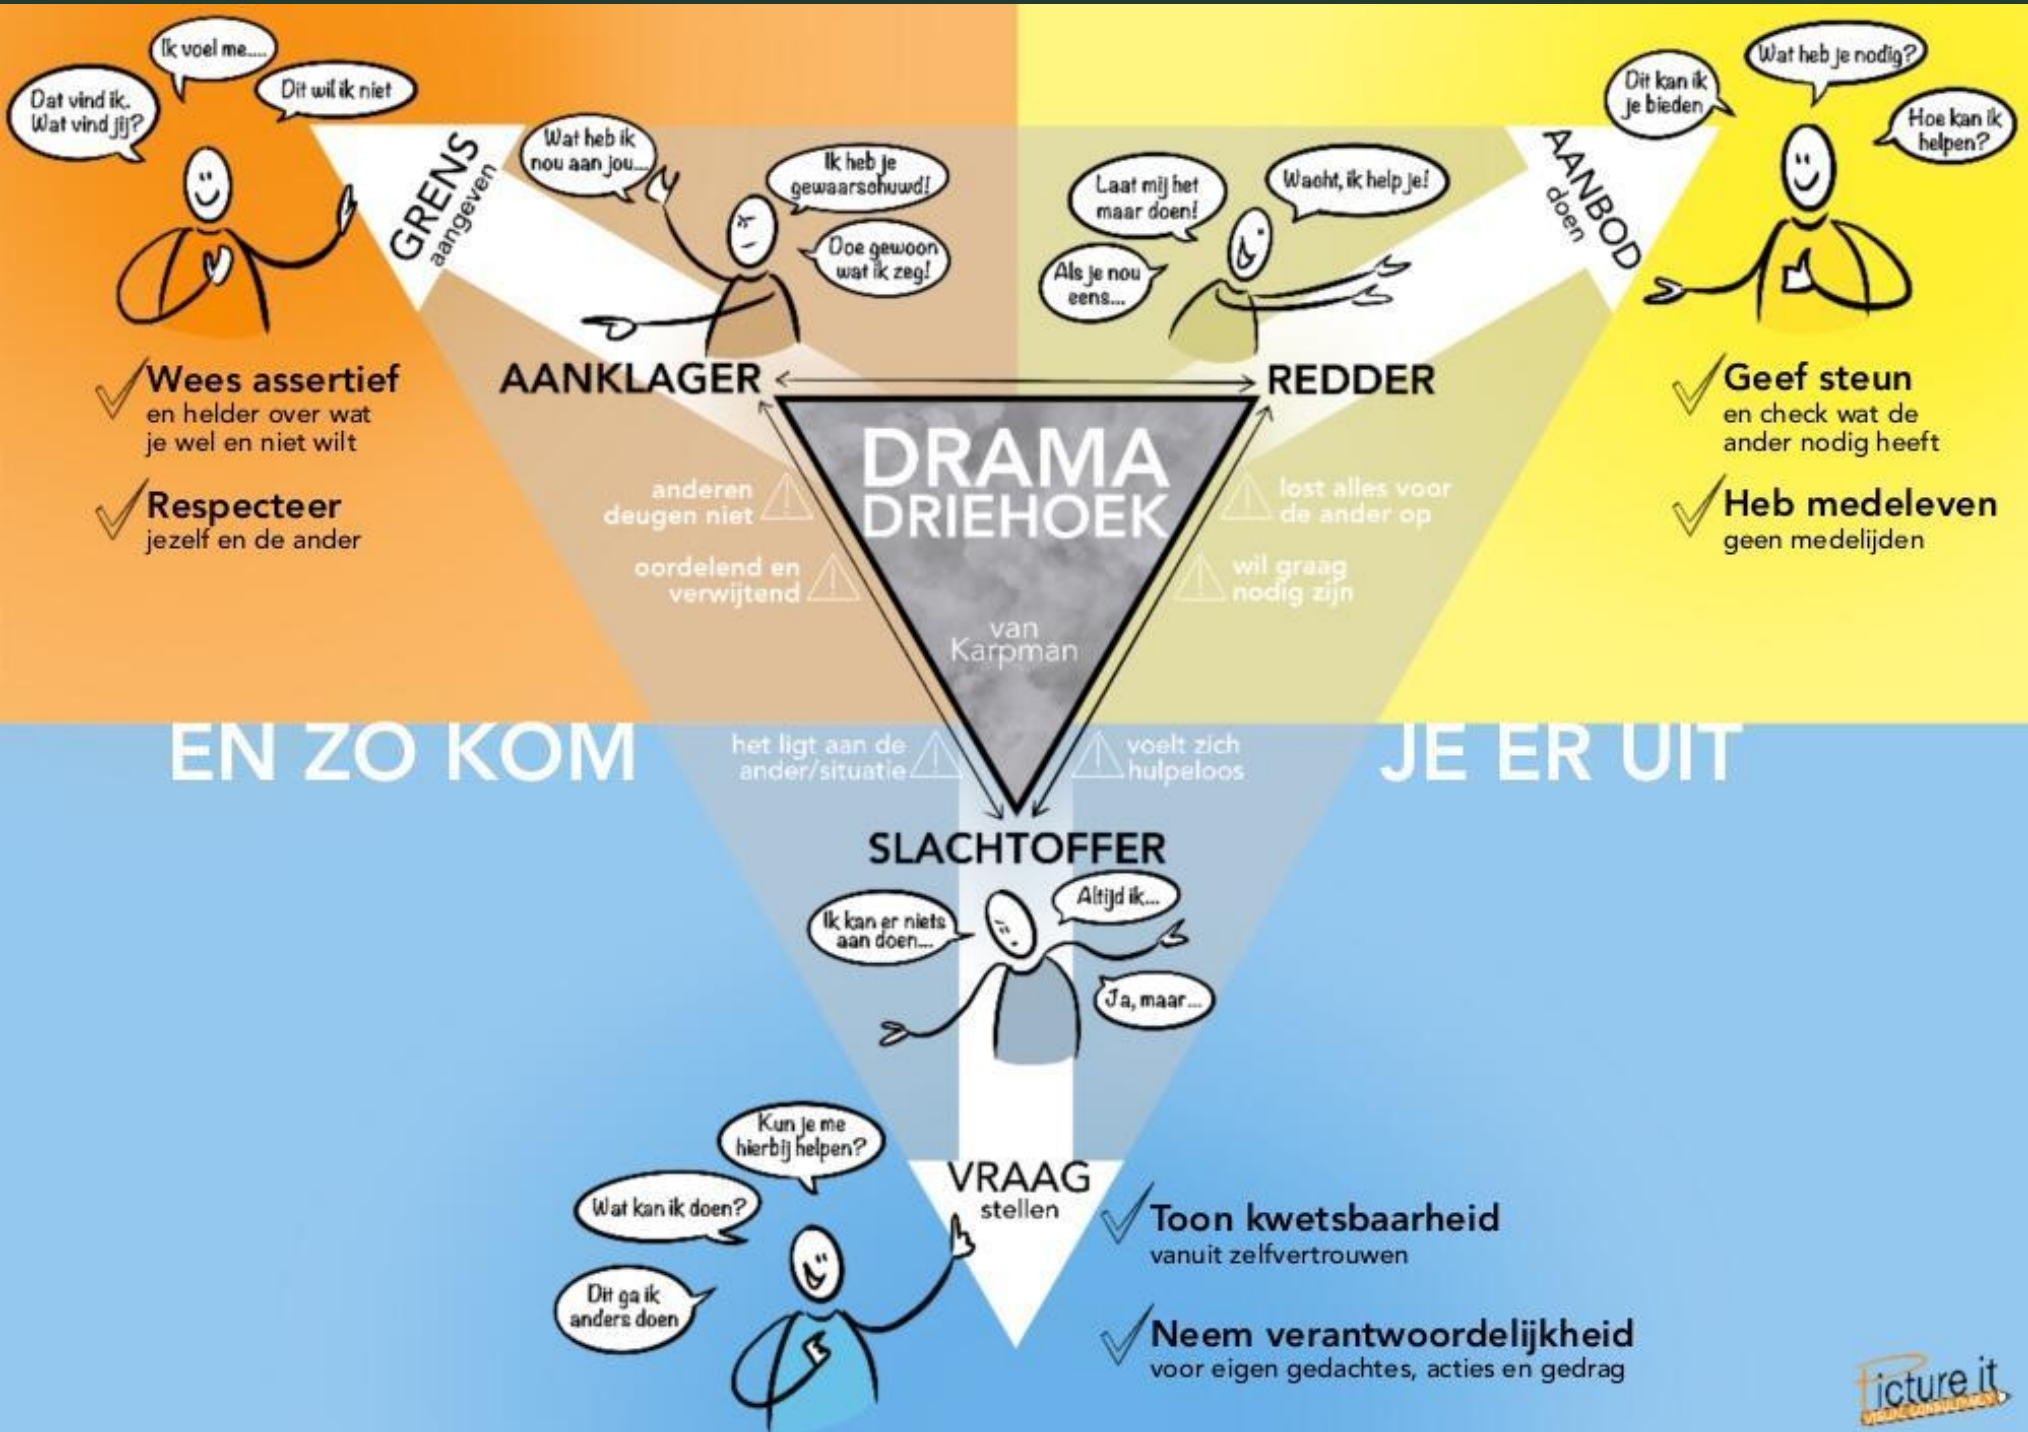 Ik voel me.....
Dat vind ik.
Wat vind jij?
Dit wil ik niet
GRENS
aangeven
Wees assertief
en helder over wat
je wel en niet wilt
Respecteer
jezelf en de ander
Wat heb ik
nou aan jou....
Ik heb je
gewaarschuwd!
Doe gewoon
wat ik zeg!
AANKLAGER
anderen
deugen niet
oordelend en
verwijtend
Laat mij het
maar doen!
Wacht, ik help je!
Als je nou
eens...
REDDER
lost alles voor
de ander op
wil graag
nodig zijn
AANBOD
doen
Wat heb je nodig?
Dit kan ik
je bieden
Hoe kan ik
helpen?
Geef steun
en check wat de
ander nodig heeft
Heb medeleven
geen medelijden
DRAMA
DRIEHOEK
van
Karpman
EN ZO KOM
JE ER UIT
het ligt aan de
ander/situatie
voelt zich
hulpeloos
SLACHTOFFER
Altijd ik...
Ik kan er niets
aan doen...
Ja, maar...
Kun je me
hierbij helpen?
Wat kan ik doen?
Dit ga ik
anders doen
VRAAG
stellen
Toon kwetsbaarheid
vanuit zelfvertrouwen
Neem verantwoordelijkheid
voor eigen gedachtes, acties en gedrag
Picture it
VISUAL CONSULTANCY